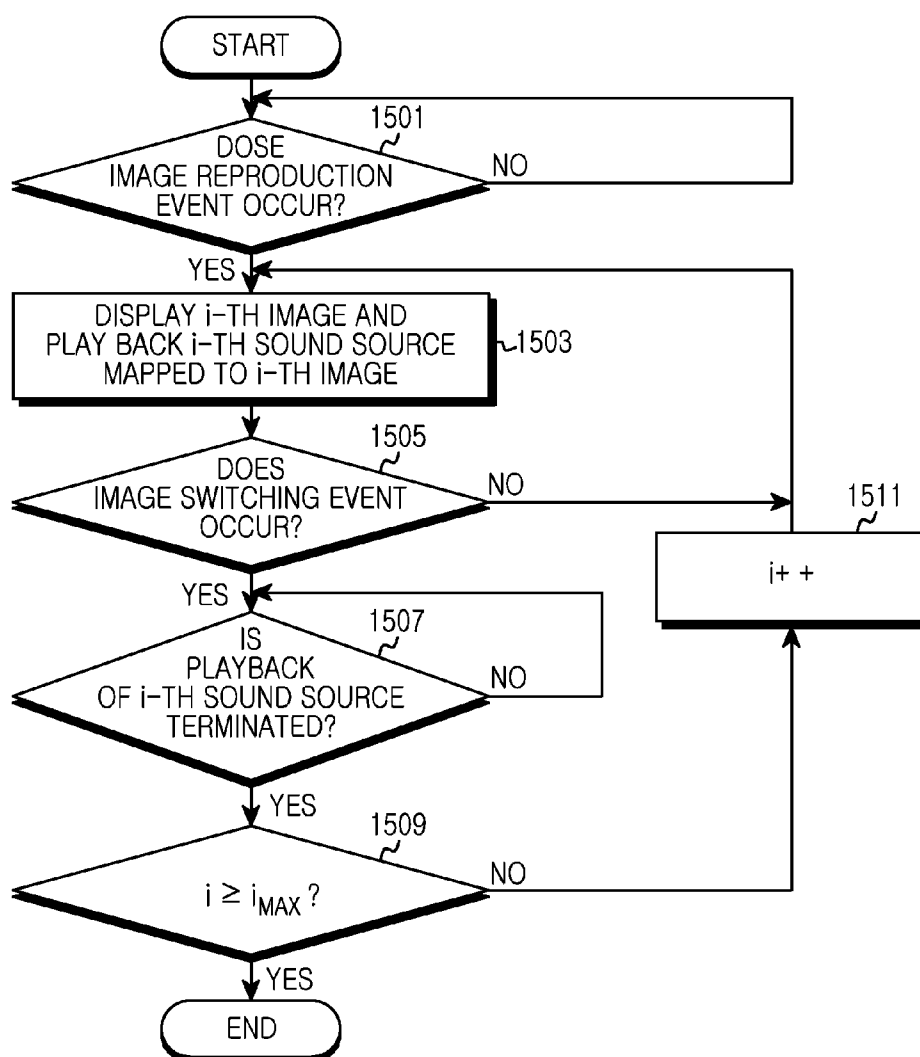 START
1501
DOSE
IMAGE REPRODUCTION
EVENT OCCUR?
NO
YES
DISPLAY i-TH IMAGE AND
PLAY BACK i-TH SOUND SOURCE
MAPPED TO i-TH IMAGE
1503
1505
DOES
IMAGE SWITCHING EVENT
OCCUR?
NO
1511
i+ +
YES
1507
IS
PLAYBACK
OF i-TH SOUND SOURCE
TERMINATED?
NO
YES
1509
i ≥ iMAX ?
NO
YES
END